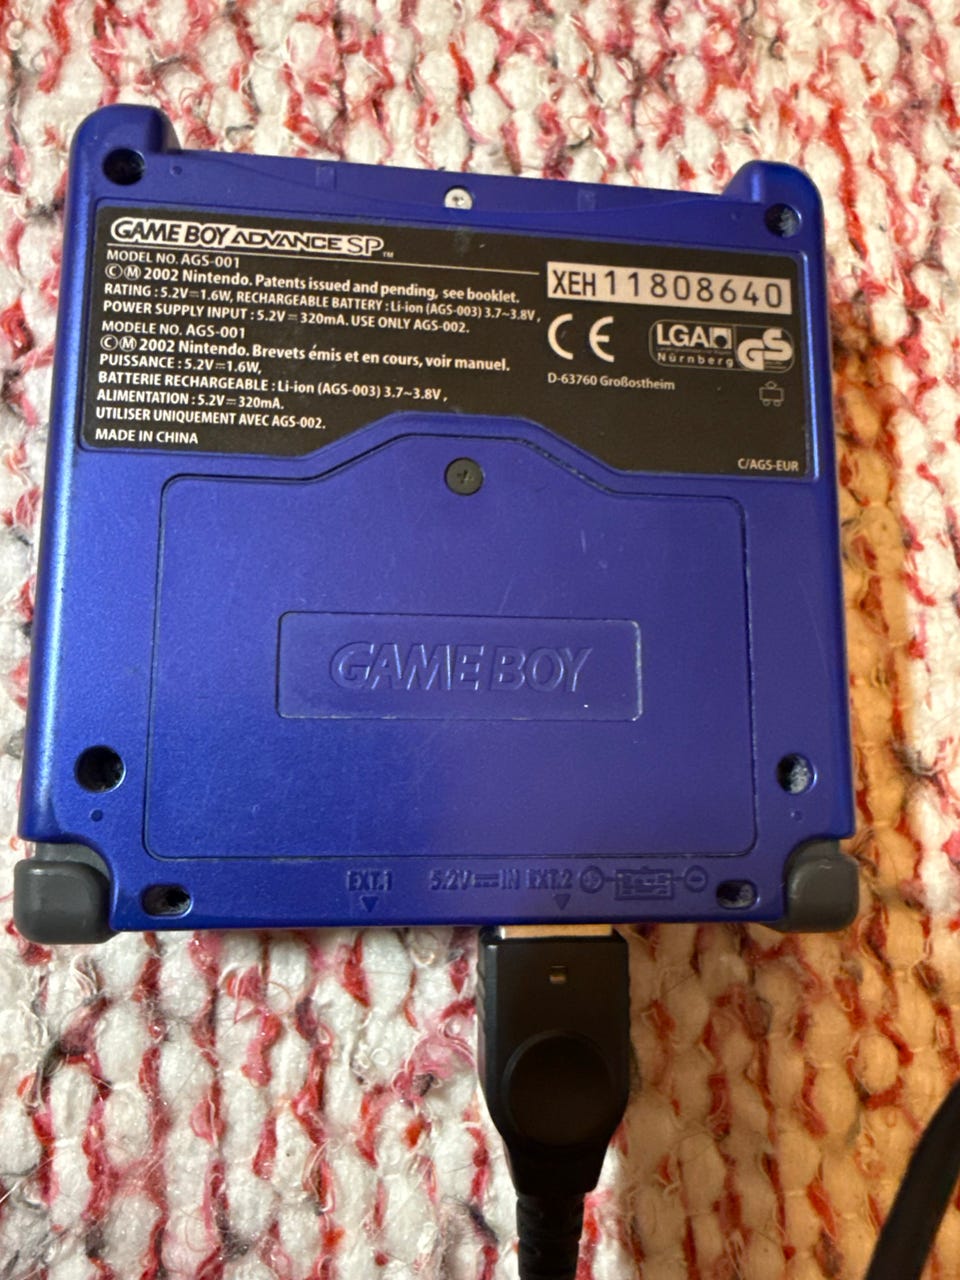 GAME BOY ADVANCE SP™
MODEL NO. AGS-001
ⒸⓂ 2002 Nintendo. Patents issued and pending, see booklet.
RATING : 5.2V⎓1.6W, RECHARGEABLE BATTERY : Li-ion (AGS-003) 3.7~3.8V ,
POWER SUPPLY INPUT : 5.2V⎓320mA. USE ONLY AGS-002.
MODELE NO. AGS-001
ⒸⓂ 2002 Nintendo. Brevets émis et en cours, voir manuel.
PUISSANCE : 5.2V⎓1.6W,
BATTERIE RECHARGEABLE : Li-ion (AGS-003) 3.7~3.8V ,
ALIMENTATION : 5.2V⎓320mA.
UTILISER UNIQUEMENT AVEC AGS-002.
MADE IN CHINA
XEH 11808640
CE
LGA
Nürnberg
GS
D-63760 Großostheim
C/AGS-EUR
GAME BOY
EXT.1 5.2V⎓IN EXT.2